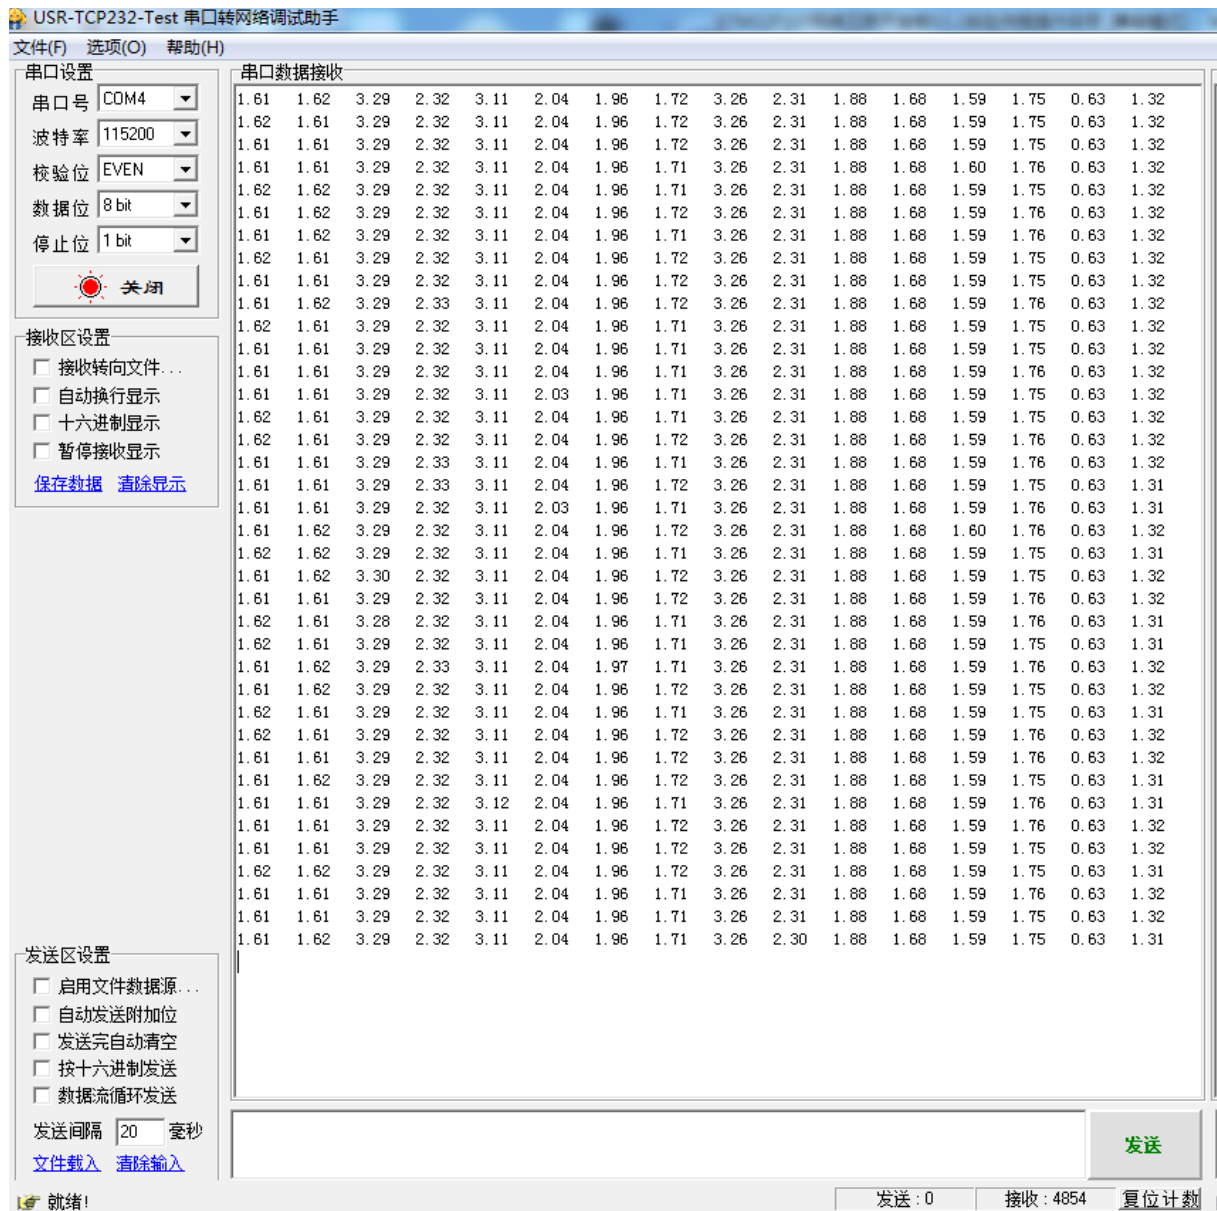 USR-TCP232-Test 串口转网络调试助手
文件(F) 选项(O) 帮助(H)
串口设置
串口号 COM4
波特率 115200
校验位 EVEN
数据位 8 bit
停止位 1 bit
关闭
接收区设置
接收转向文件...
自动换行显示
十六进制显示
暂停接收显示
保存数据 清除显示
串口数据接收
1.61 1.62 3.29 2.32 3.11 2.04 1.96 1.72 3.26 2.31 1.88 1.68 1.59 1.75 0.63 1.32
1.62 1.61 3.29 2.32 3.11 2.04 1.96 1.72 3.26 2.31 1.88 1.68 1.59 1.75 0.63 1.32
1.61 1.61 3.29 2.32 3.11 2.04 1.96 1.72 3.26 2.31 1.88 1.68 1.59 1.76 0.63 1.32
1.61 1.61 3.29 2.32 3.11 2.04 1.96 1.71 3.26 2.31 1.88 1.68 1.60 1.76 0.63 1.32
1.62 1.62 3.29 2.32 3.11 2.04 1.96 1.71 3.26 2.31 1.88 1.68 1.59 1.75 0.63 1.32
1.61 1.62 3.29 2.32 3.11 2.04 1.96 1.72 3.26 2.31 1.88 1.68 1.59 1.76 0.63 1.32
1.61 1.62 3.29 2.32 3.11 2.04 1.96 1.71 3.26 2.31 1.88 1.68 1.59 1.76 0.63 1.32
1.62 1.61 3.29 2.32 3.11 2.04 1.96 1.71 3.26 2.31 1.88 1.68 1.59 1.75 0.63 1.32
1.61 1.61 3.29 2.32 3.11 2.04 1.96 1.72 3.26 2.31 1.88 1.68 1.59 1.75 0.63 1.32
1.61 1.62 3.29 2.33 3.11 2.04 1.96 1.72 3.26 2.31 1.88 1.68 1.59 1.76 0.63 1.32
1.62 1.61 3.29 2.32 3.11 2.04 1.96 1.71 3.26 2.31 1.88 1.68 1.59 1.75 0.63 1.32
1.61 1.61 3.29 2.32 3.11 2.04 1.96 1.71 3.26 2.31 1.88 1.68 1.59 1.75 0.63 1.32
1.61 1.61 3.29 2.32 3.11 2.04 1.96 1.71 3.26 2.31 1.88 1.68 1.59 1.76 0.63 1.32
1.61 1.61 3.29 2.32 3.11 2.03 1.96 1.71 3.26 2.31 1.88 1.68 1.59 1.75 0.63 1.32
1.62 1.61 3.29 2.32 3.11 2.04 1.96 1.71 3.26 2.31 1.88 1.68 1.59 1.75 0.63 1.32
1.62 1.61 3.29 2.32 3.11 2.04 1.96 1.72 3.26 2.31 1.88 1.68 1.59 1.76 0.63 1.32
1.61 1.61 3.29 2.33 3.11 2.04 1.96 1.71 3.26 2.31 1.88 1.68 1.59 1.76 0.63 1.32
1.61 1.61 3.29 2.33 3.11 2.04 1.96 1.72 3.26 2.31 1.88 1.68 1.59 1.75 0.63 1.31
1.61 1.61 3.29 2.32 3.11 2.03 1.96 1.71 3.26 2.31 1.88 1.68 1.59 1.76 0.63 1.31
1.61 1.62 3.29 2.32 3.11 2.04 1.96 1.72 3.26 2.31 1.88 1.68 1.60 1.76 0.63 1.32
1.62 1.62 3.29 2.32 3.11 2.04 1.96 1.71 3.26 2.31 1.88 1.68 1.59 1.75 0.63 1.31
1.61 1.62 3.30 2.32 3.11 2.04 1.96 1.72 3.26 2.31 1.88 1.68 1.59 1.75 0.63 1.32
1.61 1.61 3.29 2.32 3.11 2.04 1.96 1.72 3.26 2.31 1.88 1.68 1.59 1.76 0.63 1.32
1.62 1.61 3.28 2.32 3.11 2.04 1.96 1.71 3.26 2.31 1.88 1.68 1.59 1.76 0.63 1.31
1.62 1.61 3.29 2.32 3.11 2.04 1.96 1.71 3.26 2.31 1.88 1.68 1.59 1.75 0.63 1.31
1.61 1.62 3.29 2.33 3.11 2.04 1.97 1.71 3.26 2.31 1.88 1.68 1.59 1.76 0.63 1.32
1.61 1.62 3.29 2.32 3.11 2.04 1.96 1.72 3.26 2.31 1.88 1.68 1.59 1.75 0.63 1.32
1.62 1.61 3.29 2.32 3.11 2.04 1.96 1.71 3.26 2.31 1.88 1.68 1.59 1.75 0.63 1.31
1.62 1.61 3.29 2.32 3.11 2.04 1.96 1.72 3.26 2.31 1.88 1.68 1.59 1.76 0.63 1.32
1.61 1.61 3.29 2.32 3.11 2.04 1.96 1.72 3.26 2.31 1.88 1.68 1.59 1.76 0.63 1.32
1.61 1.62 3.29 2.32 3.11 2.04 1.96 1.72 3.26 2.31 1.88 1.68 1.59 1.75 0.63 1.31
1.61 1.61 3.29 2.32 3.12 2.04 1.96 1.71 3.26 2.31 1.88 1.68 1.59 1.76 0.63 1.31
1.61 1.61 3.29 2.32 3.11 2.04 1.96 1.72 3.26 2.31 1.88 1.68 1.59 1.76 0.63 1.32
1.61 1.61 3.29 2.32 3.11 2.04 1.96 1.72 3.26 2.31 1.88 1.68 1.59 1.75 0.63 1.32
1.62 1.62 3.29 2.32 3.11 2.04 1.96 1.72 3.26 2.31 1.88 1.68 1.59 1.75 0.63 1.31
1.61 1.61 3.29 2.32 3.11 2.04 1.96 1.71 3.26 2.31 1.88 1.68 1.59 1.76 0.63 1.32
1.61 1.61 3.29 2.32 3.11 2.04 1.96 1.71 3.26 2.31 1.88 1.68 1.59 1.75 0.63 1.32
1.61 1.62 3.29 2.32 3.11 2.04 1.96 1.71 3.26 2.30 1.88 1.68 1.59 1.75 0.63 1.31
发送区设置
启用文件数据源...
自动发送附加位
发送完自动清空
按十六进制发送
数据流循环发送
发送间隔 20 毫秒
文件载入 清除输入
发送
就绪!
发送:0 接收:4854 复位计数